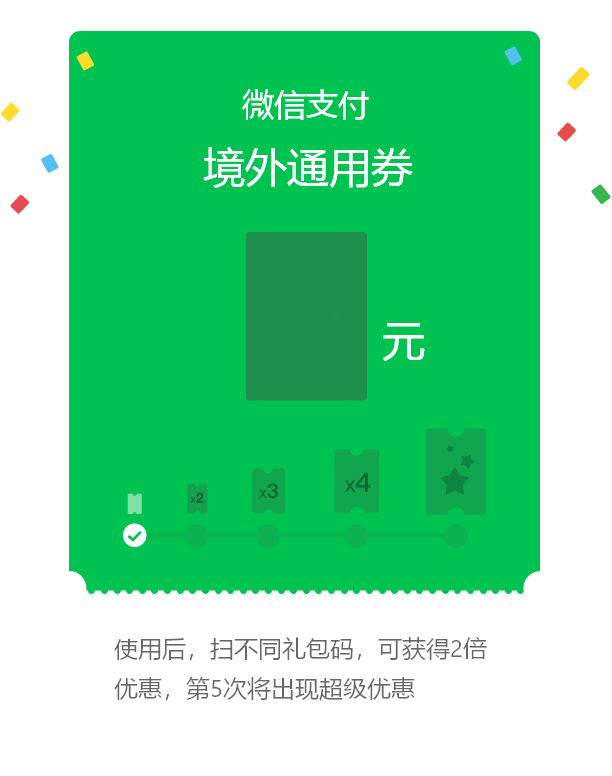 微信支付
境外通用券
元
x2
x3
x4
使用后，扫不同礼包码，可获得2倍
优惠，第5次将出现超级优惠